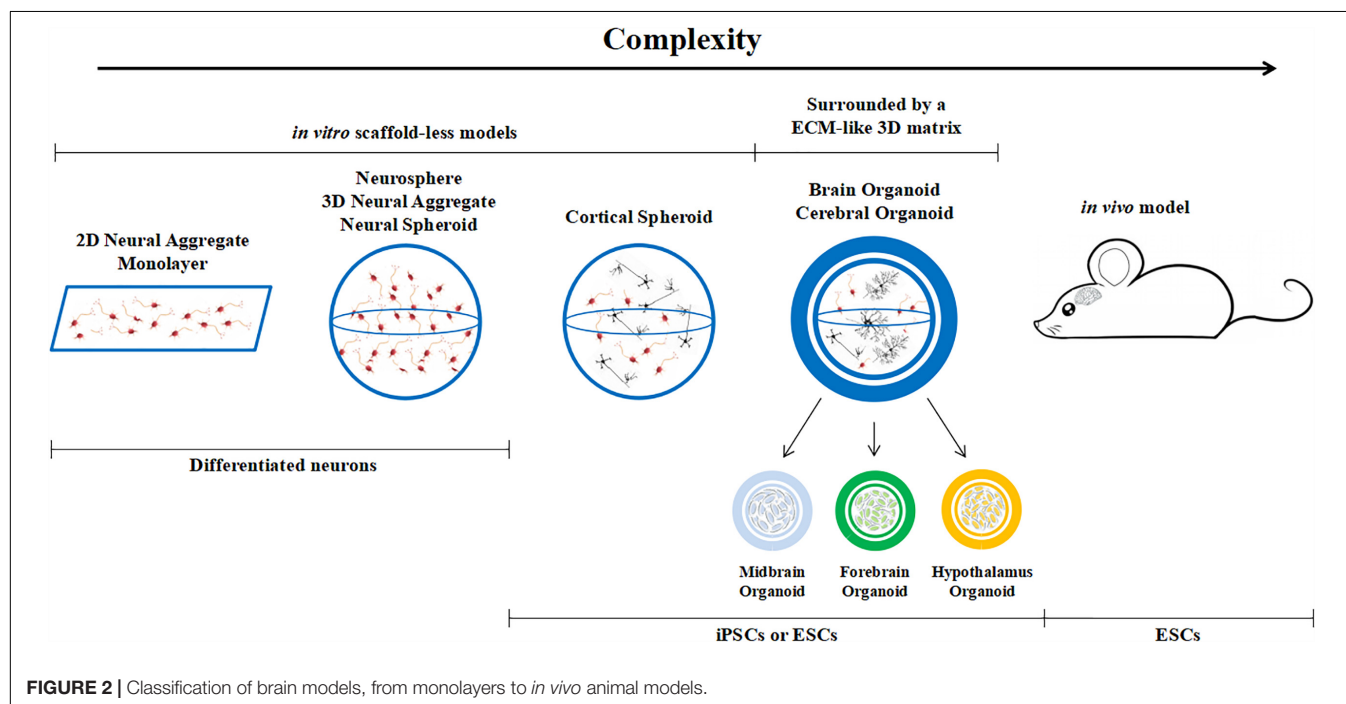 Complexity
in vitro scaffold-less models
Surrounded by a
ECM-like 3D matrix
2D Neural Aggregate
Monolayer
Neurosphere
3D Neural Aggregate
Neural Spheroid
Cortical Spheroid
Brain Organoid
Cerebral Organoid
in vivo model
Differentiated neurons
Midbrain
Organoid
Forebrain
Organoid
Hypothalamus
Organoid
iPSCs or ESCs
ESCs
FIGURE 2 | Classification of brain models, from monolayers to in vivo animal models.